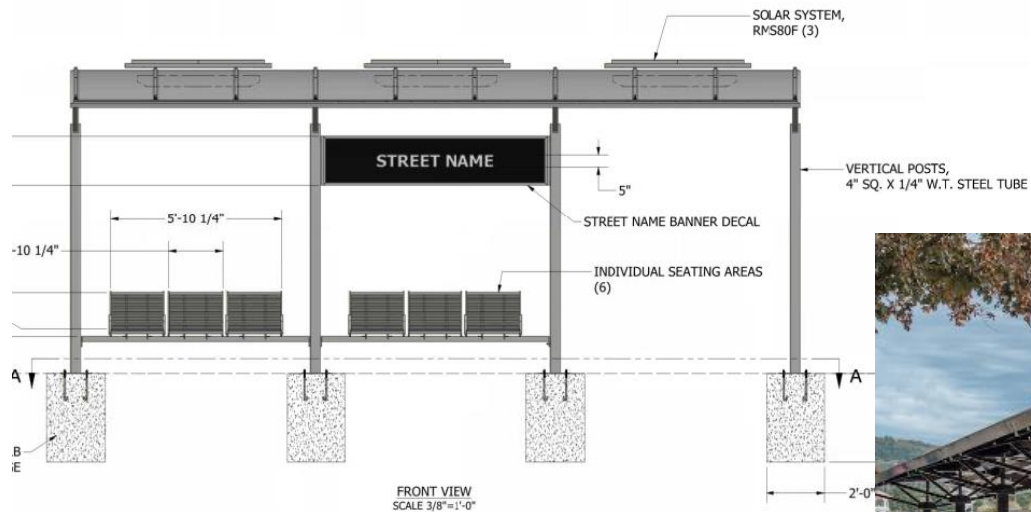 SOLAR SYSTEM,
RMS80F (3)
STREET NAME
VERTICAL POSTS,
4" SQ. X 1/4" W.T. STEEL TUBE
5"
5'-10 1/4"
STREET NAME BANNER DECAL
-10 1/4"
INDIVIDUAL SEATING AREAS
(6)
A
A
2'-0"
FRONT VIEW
SCALE 3/8"=1'-0"